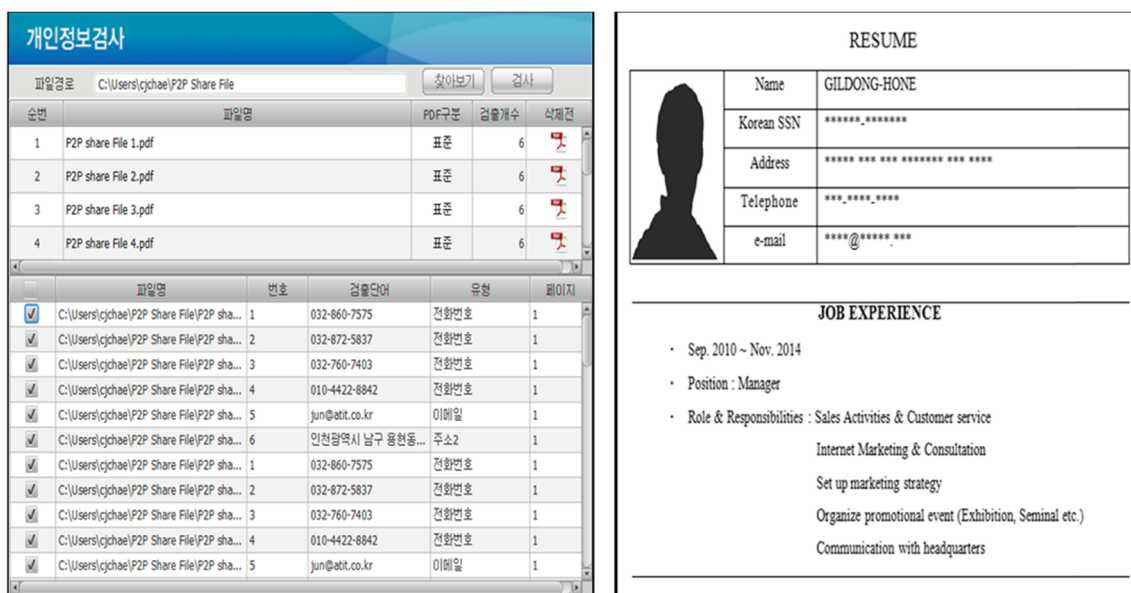 개인정보검사
파일경로 C:\Users\cjchae\P2P Share File 찾아보기 검사
순번 파일명 PDF구분 검출개수 삭제전
1 P2P share File 1.pdf 표준 6
2 P2P share File 2.pdf 표준 6
3 P2P share File 3.pdf 표준 6
4 P2P share File 4.pdf 표준 6
파일명 번호 검출단어 유형 페이지
C:\Users\cjchae\P2P Share File\P2P sha... 1 032-860-7575 전화번호 1
C:\Users\cjchae\P2P Share File\P2P sha... 2 032-872-5837 전화번호 1
C:\Users\cjchae\P2P Share File\P2P sha... 3 032-760-7403 전화번호 1
C:\Users\cjchae\P2P Share File\P2P sha... 4 010-4422-8842 전화번호 1
C:\Users\cjchae\P2P Share File\P2P sha... 5 jun@atit.co.kr 이메일 1
C:\Users\cjchae\P2P Share File\P2P sha... 6 인천광역시 남구 용현동... 주소2 1
C:\Users\cjchae\P2P Share File\P2P sha... 1 032-860-7575 전화번호 1
C:\Users\cjchae\P2P Share File\P2P sha... 2 032-872-5837 전화번호 1
C:\Users\cjchae\P2P Share File\P2P sha... 3 032-760-7403 전화번호 1
C:\Users\cjchae\P2P Share File\P2P sha... 4 010-4422-8842 전화번호 1
C:\Users\cjchae\P2P Share File\P2P sha... 5 jun@atit.co.kr 이메일 1
RESUME
Name GILDONG-HONE
Korean SSN ******-*******
Address ***** *** *** ******* *** ****
Telephone ***-****-****
e-mail ****@*****.***
JOB EXPERIENCE
· Sep. 2010 ~ Nov. 2014
· Position : Manager
· Role & Responsibilities : Sales Activities & Customer service
Internet Marketing & Consultation
Set up marketing strategy
Organize promotional event (Exhibition, Seminal etc.)
Communication with headquarters